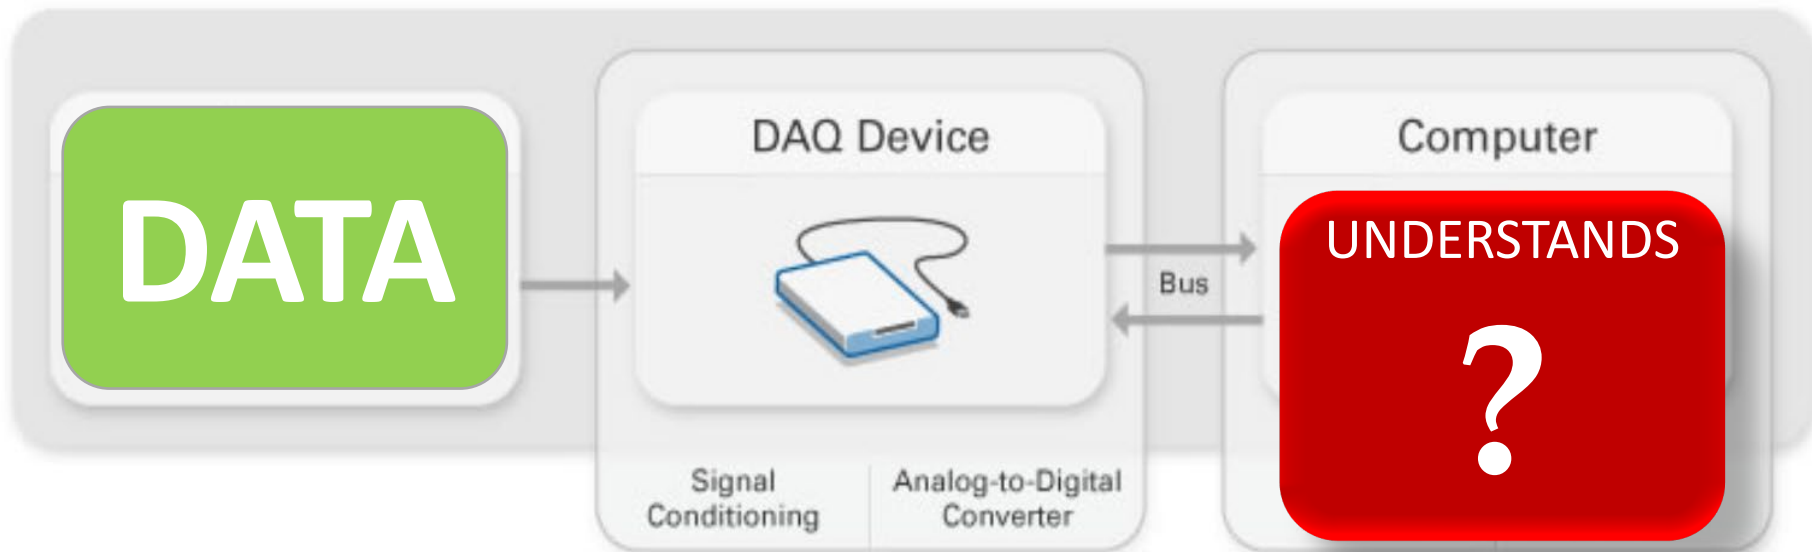 DATA
DAQ Device
Signal
Conditioning
Analog-to-Digital
Converter
Bus
Computer
UNDERSTANDS
?